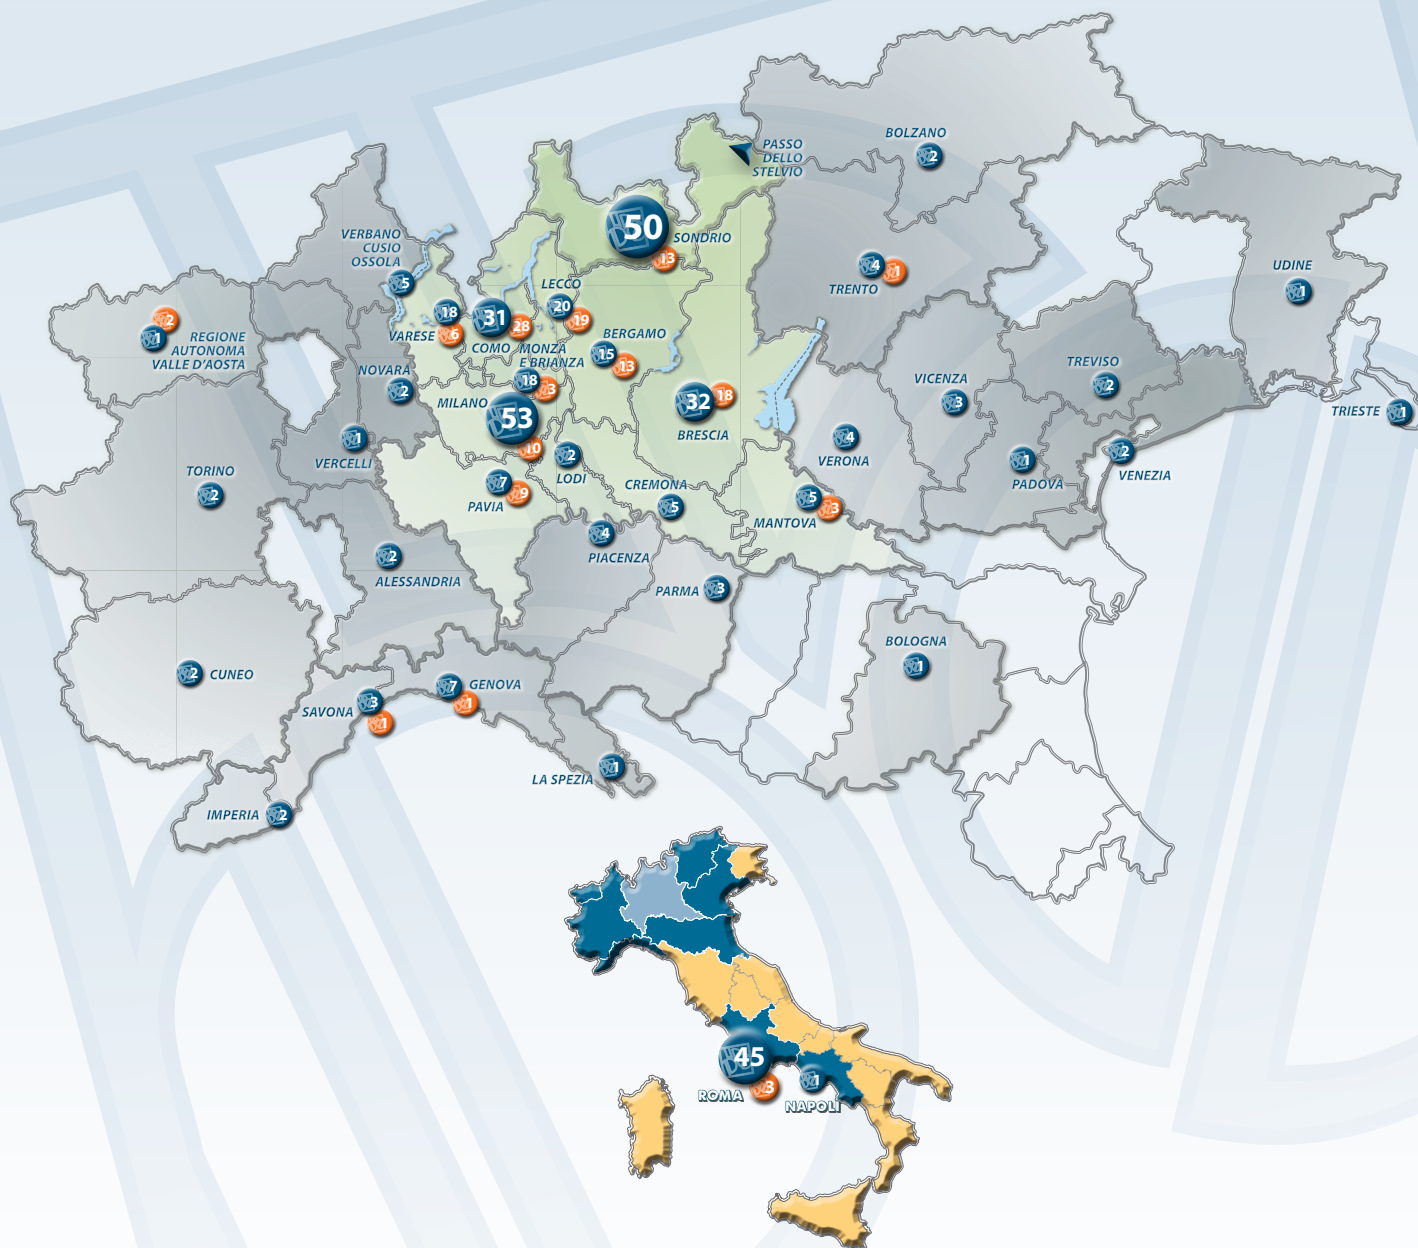 BOLZANO
2
PASSO
DELLO
STELVIO
50
SONDRIO
13
VERBANO
CUSIO
OSSOLA
5
4
1
TRENTO
UDINE
1
LECCO
20
19
18
VARESE
6
31
28
COMO
MONZA
E BRIANZA
18
3
BERGAMO
15
13
2
1
REGIONE
AUTONOMA
VALLE D'AOSTA
NOVARA
2
MILANO
53
10
32
18
BRESCIA
VICENZA
3
TREVISO
2
TRIESTE
1
1
VERCELLI
4
VERONA
1
PADOVA
2
VENEZIA
TORINO
2
7
9
PAVIA
2
LODI
CREMONA
5
5
3
MANTOVA
4
PIACENZA
2
ALESSANDRIA
PARMA
3
BOLOGNA
1
2
CUNEO
7
GENOVA
1
3
SAVONA
1
1
LA SPEZIA
IMPERIA
2
45
3
ROMA
1
NAPOLI